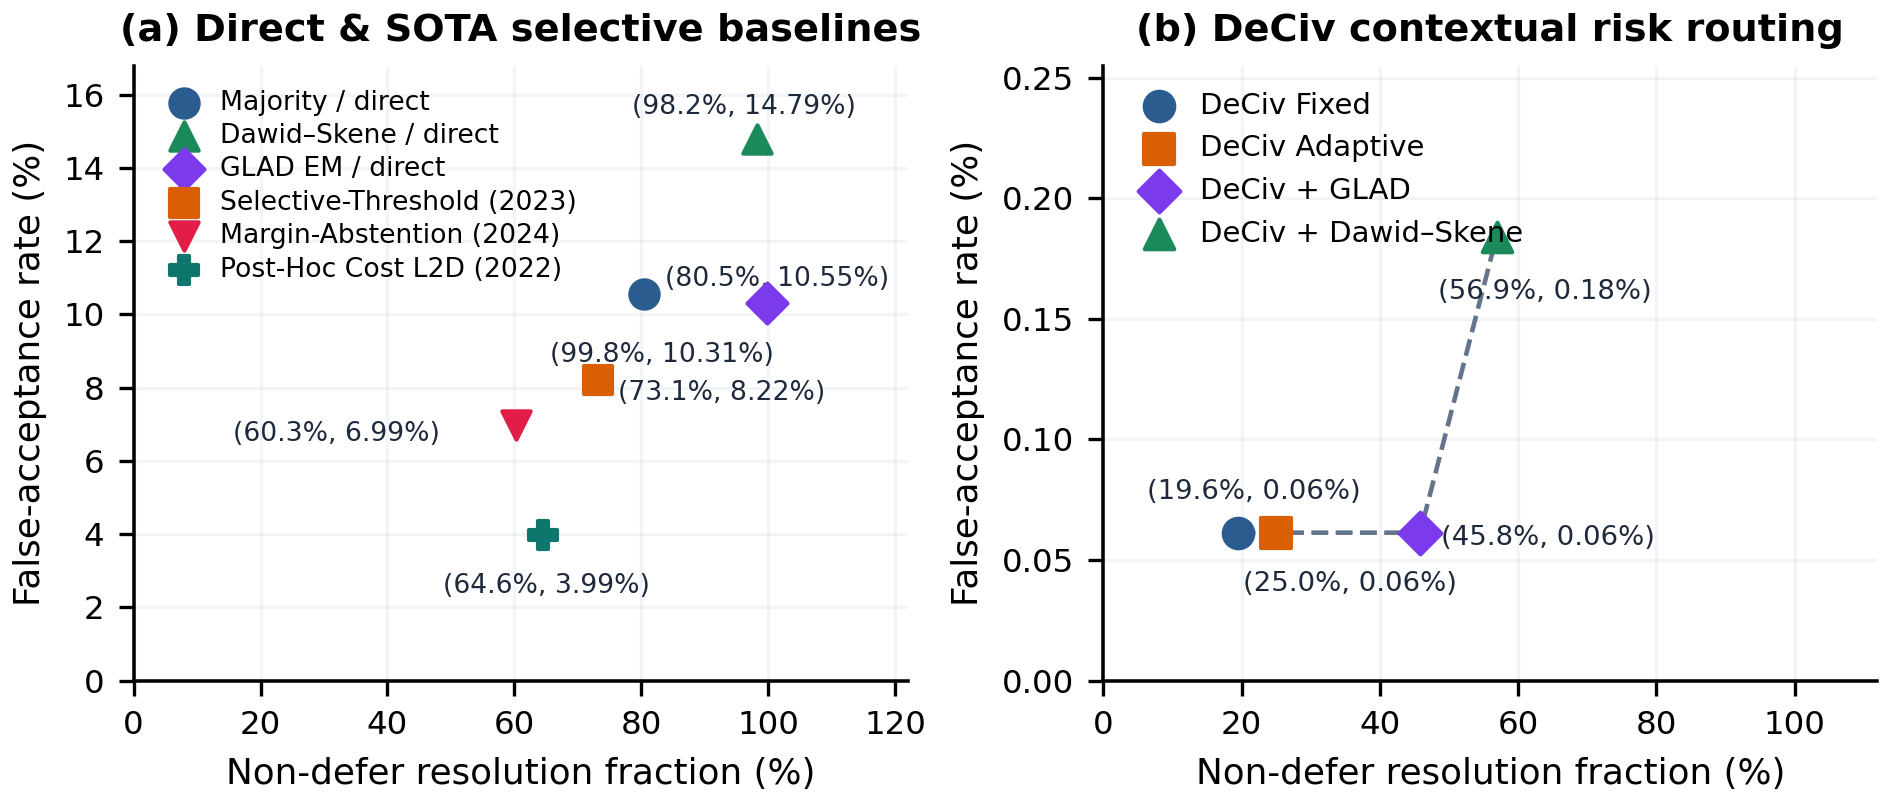 (a) Direct & SOTA selective baselines
False-acceptance rate (%)
16
14
12
10
8
6
4
2
0
Majority / direct
Dawid–Skene / direct
GLAD EM / direct
Selective-Threshold (2023)
Margin-Abstention (2024)
Post-Hoc Cost L2D (2022)
(98.2%, 14.79%)
(80.5%, 10.55%)
(99.8%, 10.31%)
(73.1%, 8.22%)
(60.3%, 6.99%)
(64.6%, 3.99%)
0 20 40 60 80 100 120
Non-defer resolution fraction (%)
(b) DeCiv contextual risk routing
False-acceptance rate (%)
0.25
0.20
0.15
0.10
0.05
0.00
DeCiv Fixed
DeCiv Adaptive
DeCiv + GLAD
DeCiv + Dawid–Skene
(56.9%, 0.18%)
(19.6%, 0.06%)
(45.8%, 0.06%)
(25.0%, 0.06%)
0 20 40 60 80 100
Non-defer resolution fraction (%)